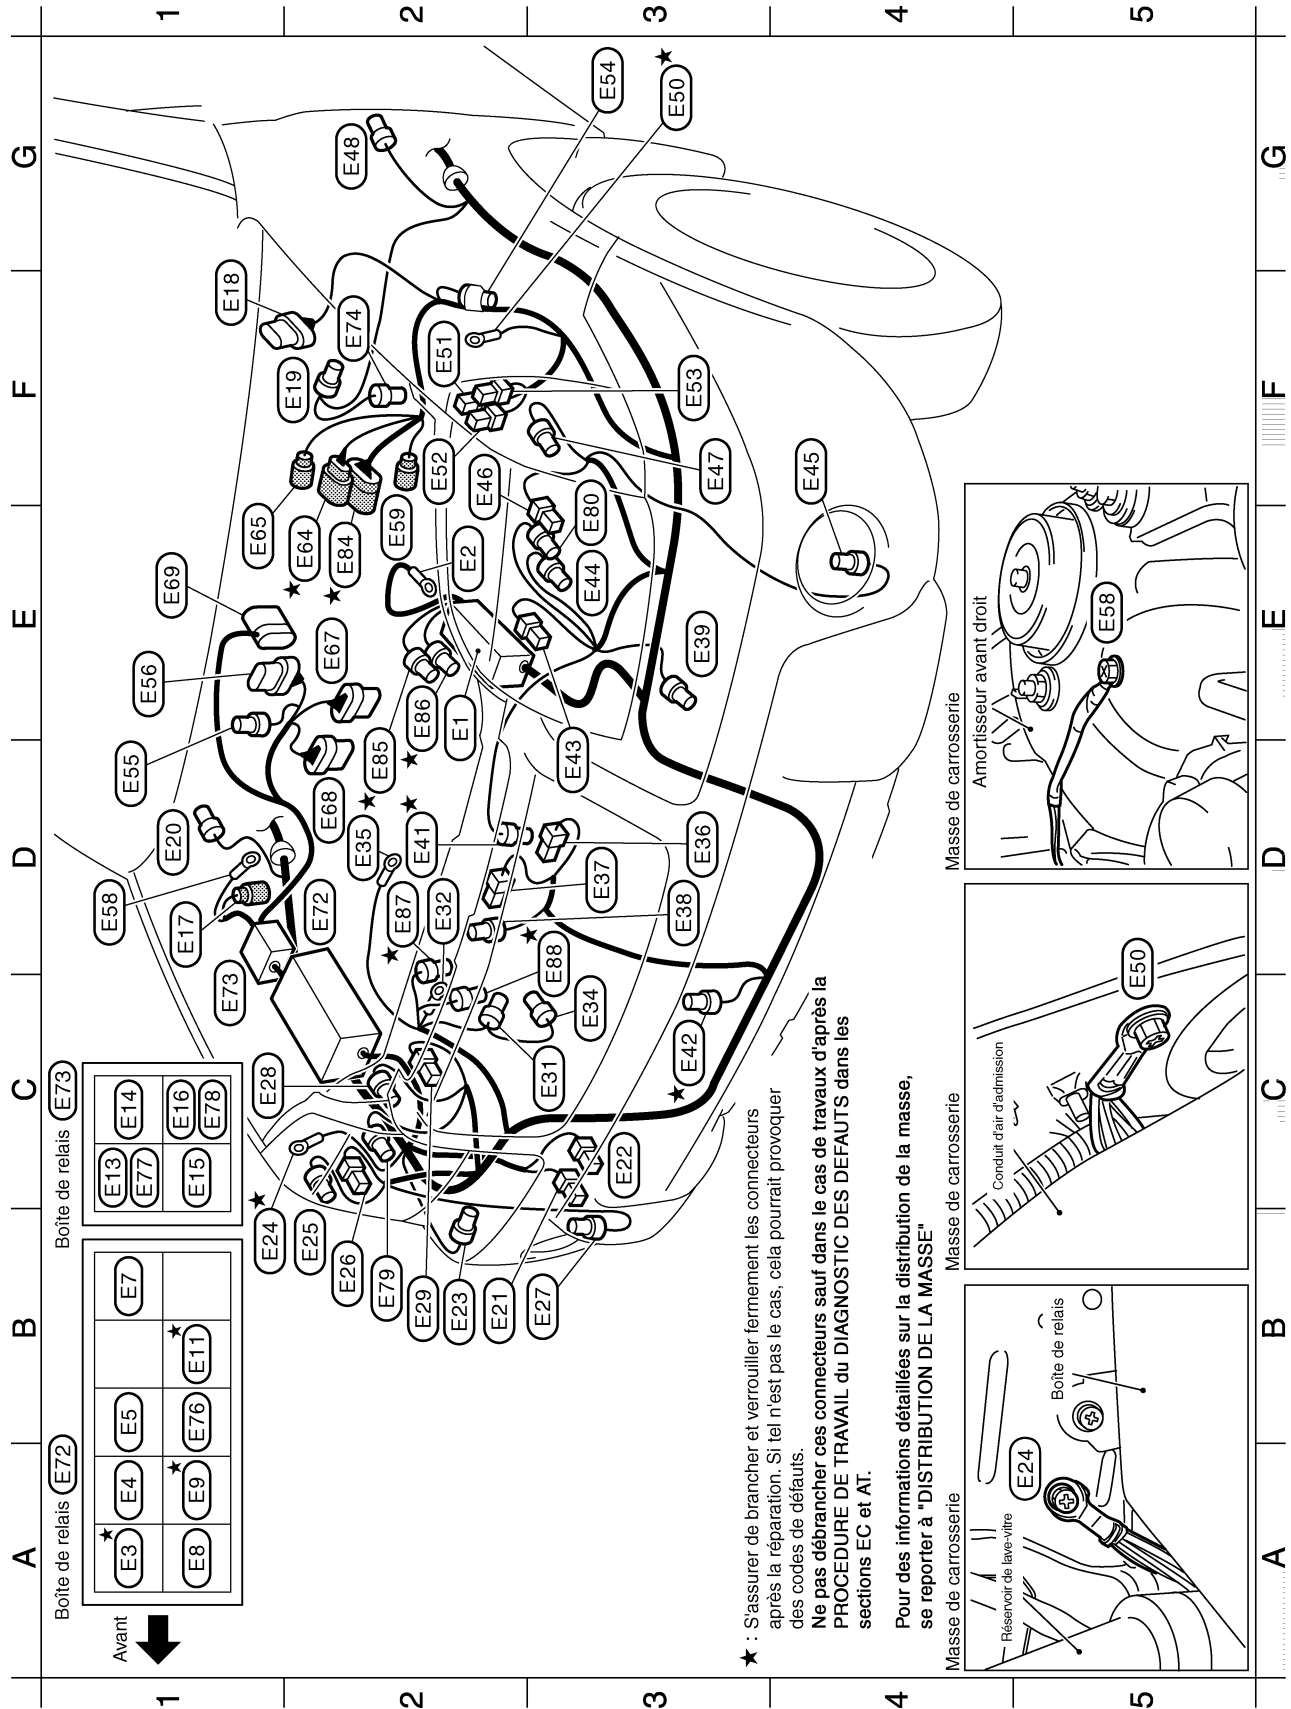 1
2
3
4
5
G
F
E
D
C
B
A
Boîte de relais E72
E3 ★
E4
E5
E7
E8
E9 ★
E76
E11 ★
Avant
Boîte de relais E73
E13
E77
E14
E15
E16
E78
E18
E48
E54
★
E50
E74
E19
E51
E53
E52
E47
E46
E45
E65
E64 ★
E84 ★
E59
E2
E80
E44
E69
E56
E67
E39
E55
E86
E1
E85
★
E43
E68
E20
E35 ★
E41 ★
E36
E58
E17
E72
E87 ★
E32
E37
E38
E73
E88 ★
E34
E31
E42 ★
E28
E22
E24 ★
E25
E26
E79
E29
E23
E21
E27
★ : S'assurer de brancher et verrouiller fermement les connecteurs
après la réparation. Si tel n'est pas le cas, cela pourrait provoquer
des codes de défauts.
Ne pas débrancher ces connecteurs sauf dans le cas de travaux d'après la
PROCEDURE DE TRAVAIL du DIAGNOSTIC DES DEFAUTS dans les
sections EC et AT.
Pour des informations détaillées sur la distribution de la masse,
se reporter à "DISTRIBUTION DE LA MASSE"
Masse de carrosserie
Réservoir de lave-vitre
E24
Boîte de relais
Masse de carrosserie
Conduit d'air d'admission
E50
Masse de carrosserie
Amortisseur avant droit
E58
G
F
E
D
C
B
A
1
2
3
4
5